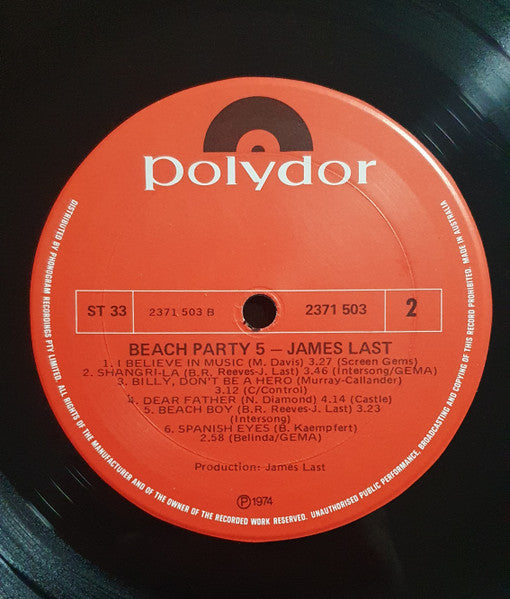 polydor
ST 33
2371 503 B
2371 503
2
BEACH PARTY 5 – JAMES LAST
1. I BELIEVE IN MUSIC (M. Davis) 3.27 (Screen Gems)
2. SHANGRI-LA (B.R. Reeves-J. Last) 3.46 (Intersong/GEMA)
3. BILLY, DON'T BE A HERO (Murray-Callander)
3.12 (C/Control)
4. DEAR FATHER (N. Diamond) 4.14 (Castle)
5. BEACH BOY (B.R. Reeves-J. Last) 3.23
(Intersong)
6. SPANISH EYES (B. Kaempfert)
2.58 (Belinda/GEMA)
Production: James Last
Ⓟ 1974
DISTRIBUTED BY PHONOGRAM RECORDINGS PTY LIMITED. ALL RIGHTS OF THE MANUFACTURER AND OF THE OWNER OF THE RECORDED WORK RESERVED. UNAUTHORISED PUBLIC PERFORMANCE, BROADCASTING AND COPYING OF THIS RECORD PROHIBITED. MADE IN AUSTRALIA